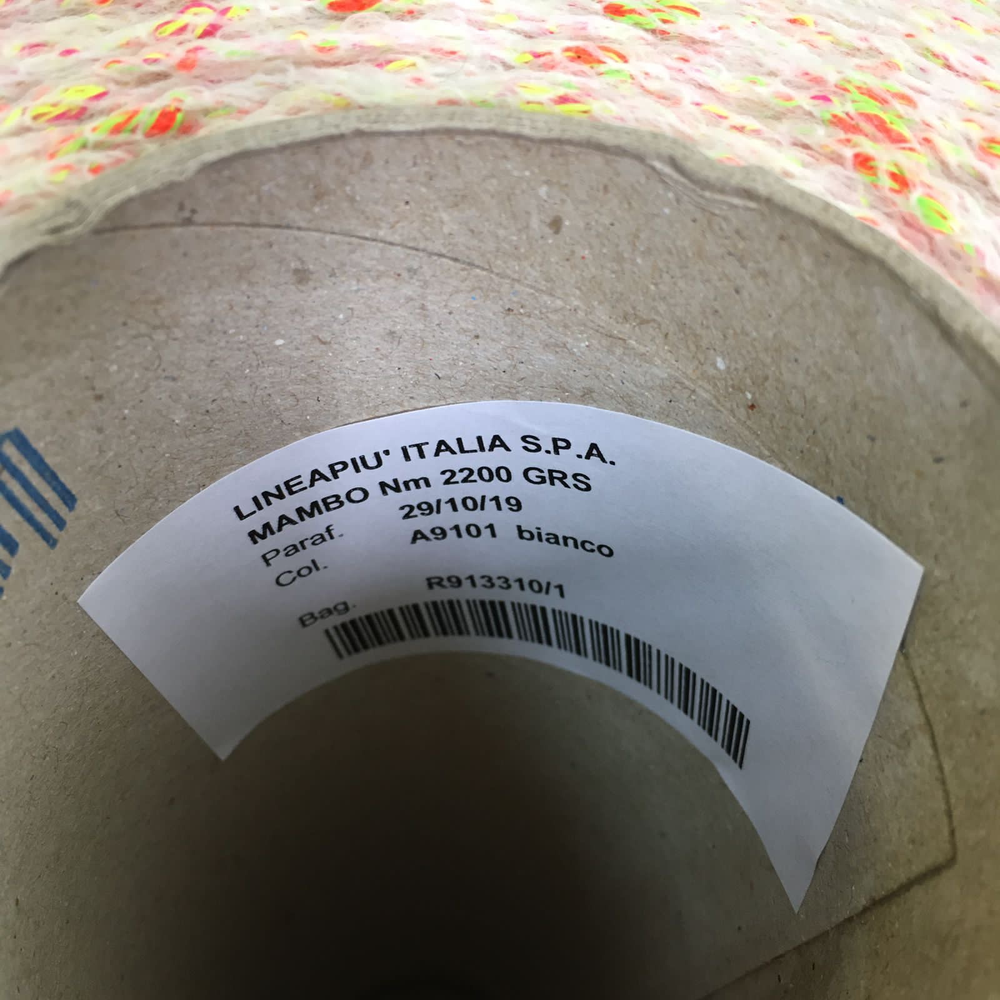 LINEAPIU' ITALIA S.P.A.
MAMBO Nm 2200 GRS
Paraf. 29/10/19
Col. A9101 bianco
Bag. R913310/1